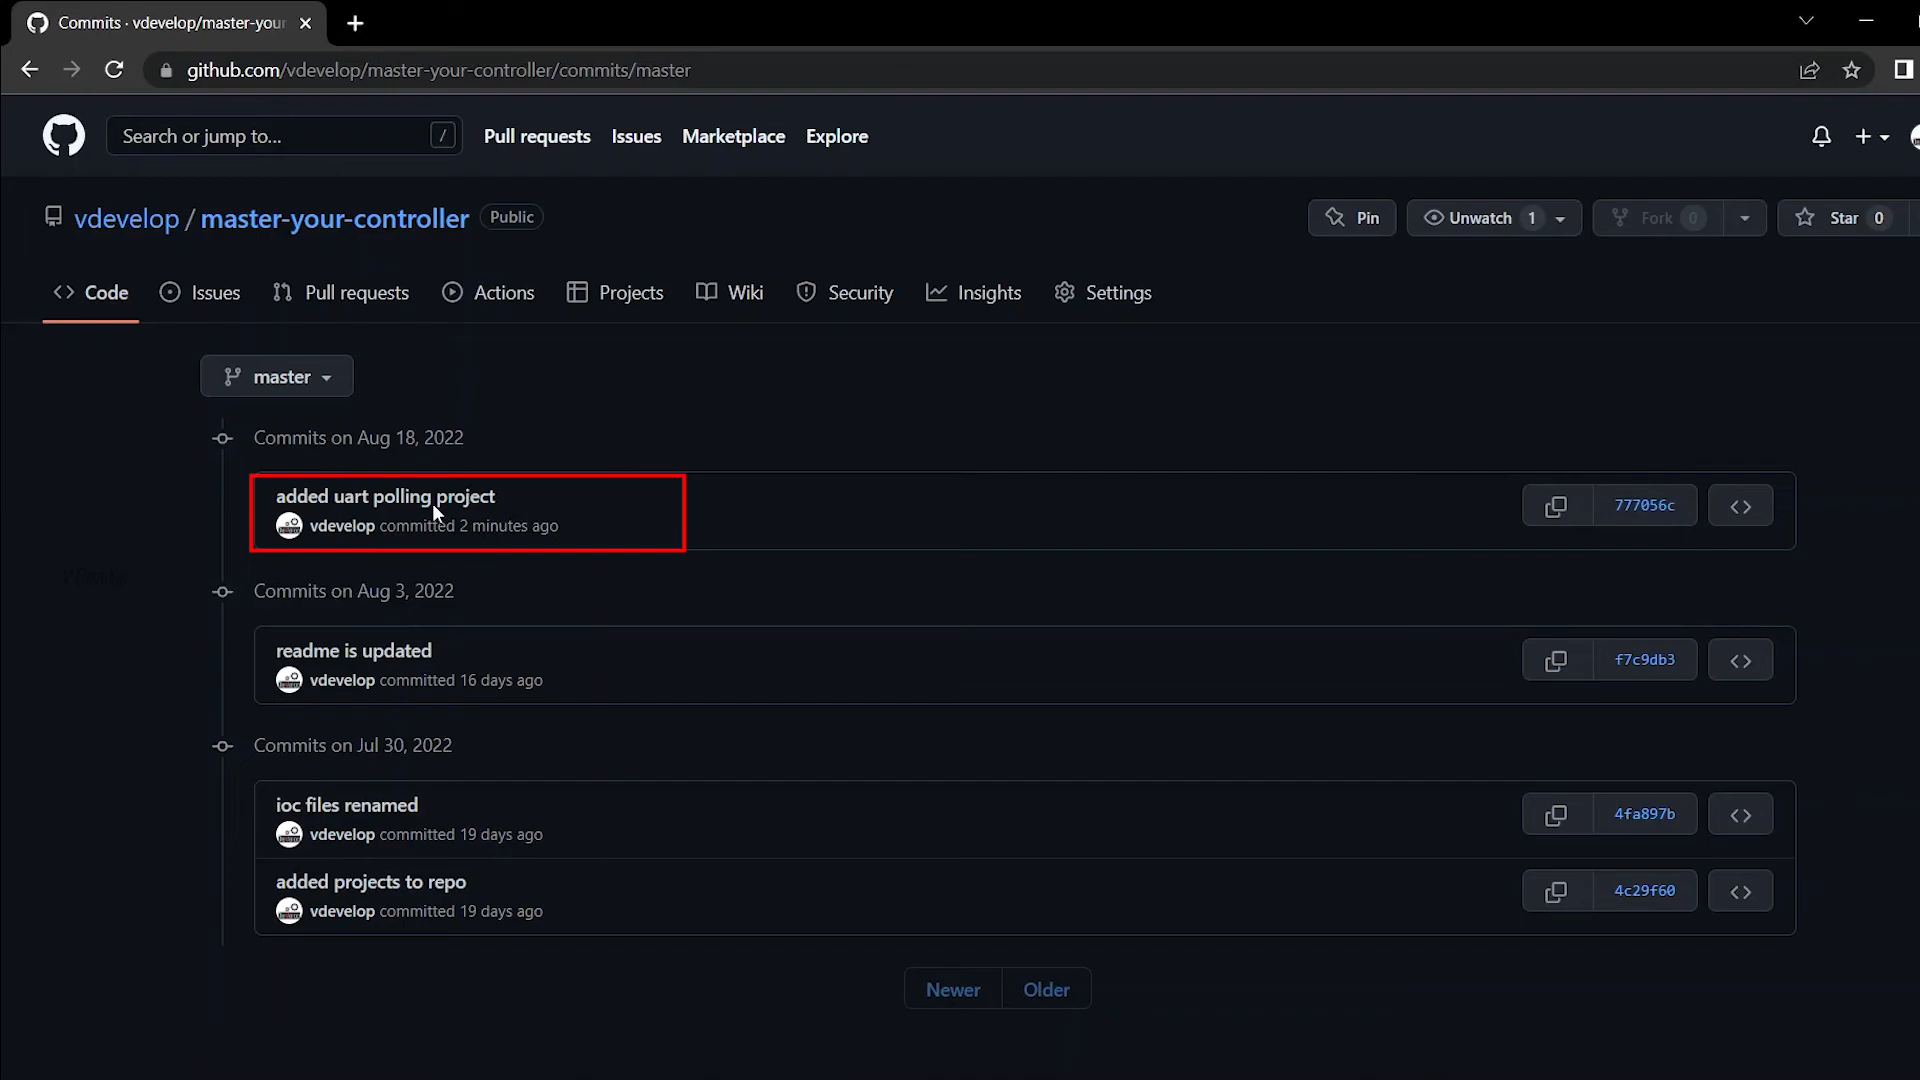 Commits · vdevelop/master-your
github.com/vdevelop/master-your-controller/commits/master
Search or jump to... / Pull requests Issues Marketplace Explore
vdevelop / master-your-controller Public Pin Unwatch 1 Fork 0 Star 0
Code Issues Pull requests Actions Projects Wiki Security Insights Settings
master
Commits on Aug 18, 2022
added uart polling project
vdevelop committed 2 minutes ago
777056c
Commits on Aug 3, 2022
readme is updated
vdevelop committed 16 days ago
f7c9db3
Commits on Jul 30, 2022
ioc files renamed
vdevelop committed 19 days ago
4fa897b
added projects to repo
vdevelop committed 19 days ago
4c29f60
Newer Older